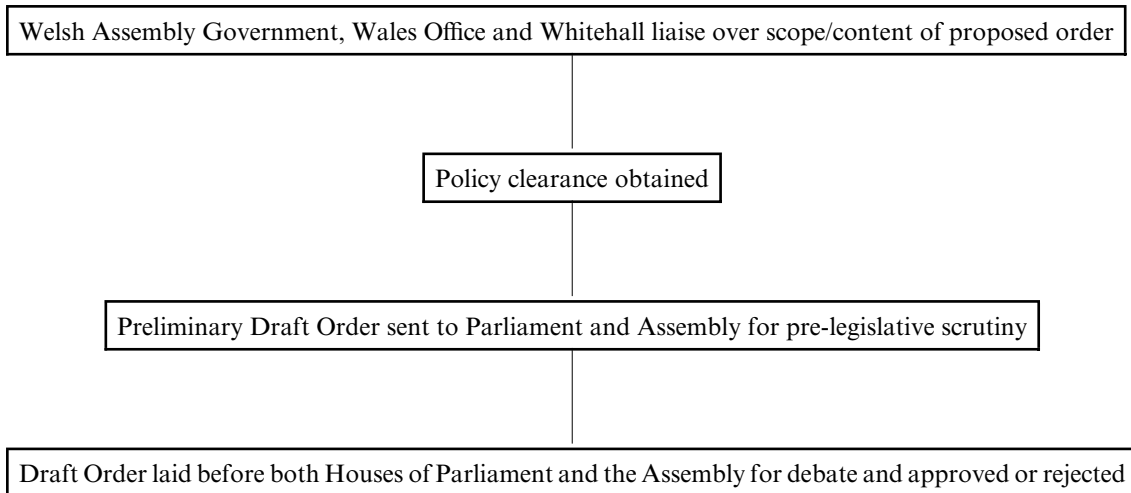 Welsh Assembly Government, Wales Office and Whitehall liaise over scope/content of proposed order
Policy clearance obtained
Preliminary Draft Order sent to Parliament and Assembly for pre-legislative scrutiny
Draft Order laid before both Houses of Parliament and the Assembly for debate and approved or rejected